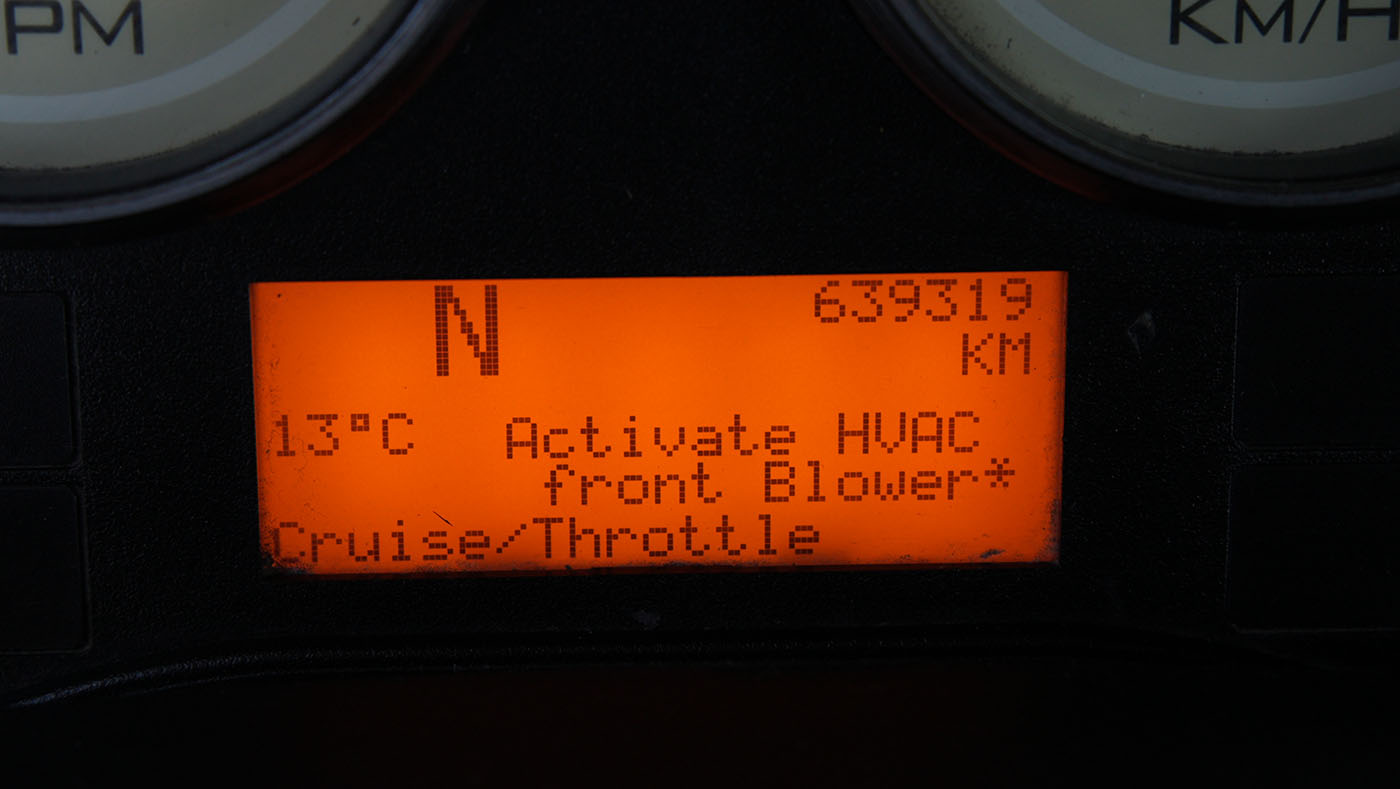 PM
KM/H
N 639319
KM
13°C Activate HVAC
front Blower*
Cruise/Throttle